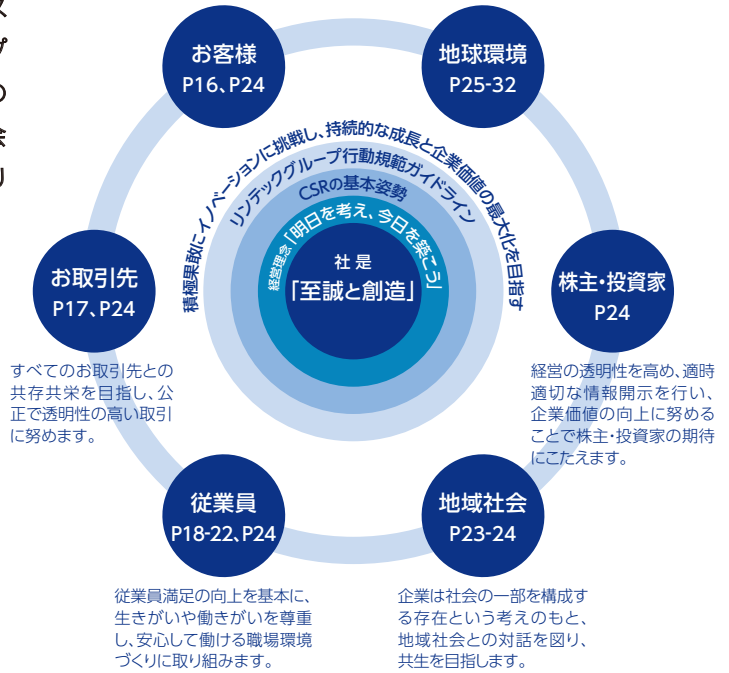 お客様
P16、P24
地球環境
P25-32
積極果敢にイノベーションに挑戦し、持続的な成長と企業価値の最大化を目指す
リンテックグループ行動規範ガイドライン
CSRの基本姿勢
経営理念「明日を考え、今日を築こう」
社是
「至誠と創造」
お取引先
P17、P24
すべてのお取引先との
共存共栄を目指し、公
正で透明性の高い取引
に努めます。
株主・投資家
P24
経営の透明性を高め、適時
適切な情報開示を行い、
企業価値の向上に努める
ことで株主・投資家の期待
にこたえます。
従業員
P18-22、P24
従業員満足の向上を基本に、
生きがいや働きがいを尊重
し、安心して働ける職場環境
づくりに取り組みます。
地域社会
P23-24
企業は社会の一部を構成す
る存在という考えのもと、
地域社会との対話を図り、
共生を目指します。